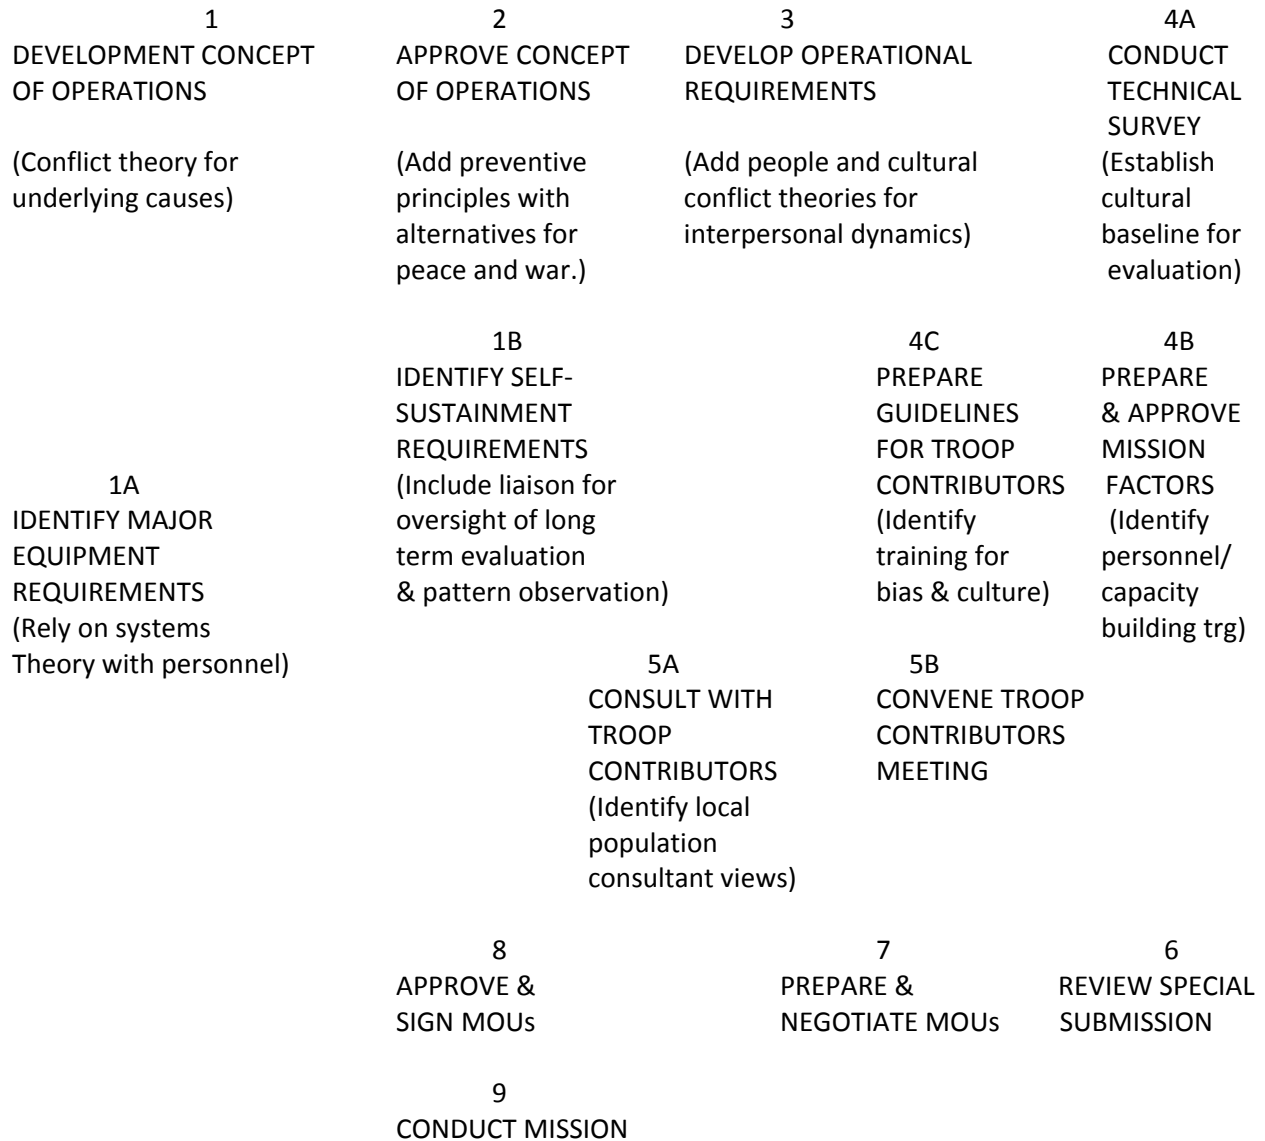 1
DEVELOPMENT CONCEPT
OF OPERATIONS
(Conflict theory for
underlying causes)
2
APPROVE CONCEPT
OF OPERATIONS
(Add preventive
principles with
alternatives for
peace and war.)
3
DEVELOP OPERATIONAL
REQUIREMENTS
(Add people and cultural
conflict theories for
interpersonal dynamics)
4A
CONDUCT
TECHNICAL
SURVEY
(Establish
cultural
baseline for
evaluation)
1A
IDENTIFY MAJOR
EQUIPMENT
REQUIREMENTS
(Rely on systems
Theory with personnel)
1B
IDENTIFY SELF-
SUSTAINMENT
REQUIREMENTS
(Include liaison for
oversight of long
term evaluation
& pattern observation)
4C
PREPARE
GUIDELINES
FOR TROOP
CONTRIBUTORS
(Identify
training for
bias & culture)
4B
PREPARE
& APPROVE
MISSION
FACTORS
(Identify
personnel/
capacity
building trg)
5A
CONSULT WITH
TROOP
CONTRIBUTORS
(Identify local
population
consultant views)
5B
CONVENE TROOP
CONTRIBUTORS
MEETING
8
APPROVE &
SIGN MOUs
7
PREPARE &
NEGOTIATE MOUs
6
REVIEW SPECIAL
SUBMISSION
9
CONDUCT MISSION